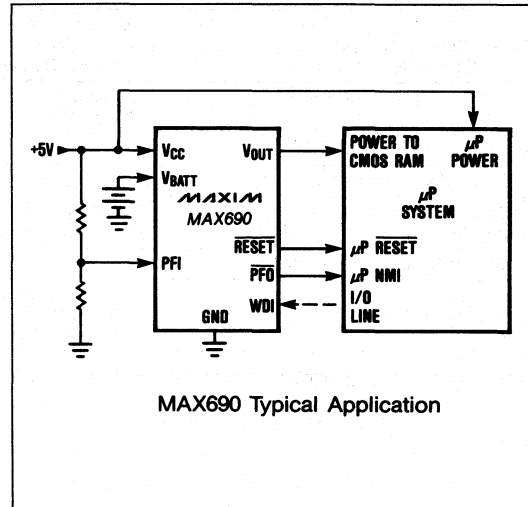 +5V
VCC
VBATT
PFI
VOUT
MAXIM
MAX690
RESET
PFO
WDI
GND
POWER TO
CMOS RAM
μP
POWER
μP
SYSTEM
μP RESET
μP NMI
I/O
LINE
MAX690 Typical Application